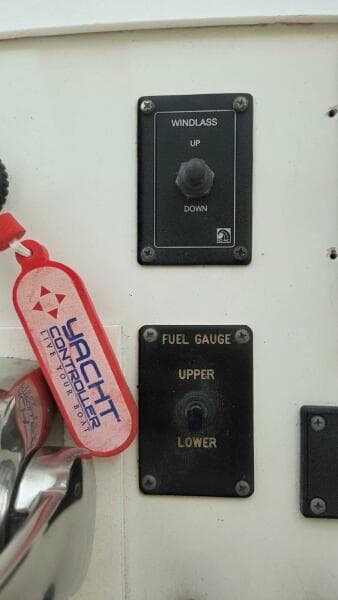 WINDLASS
UP
DOWN
YACHT
CONTROLLER
LIVE YOUR BOAT
FUEL GAUGE
UPPER
LOWER